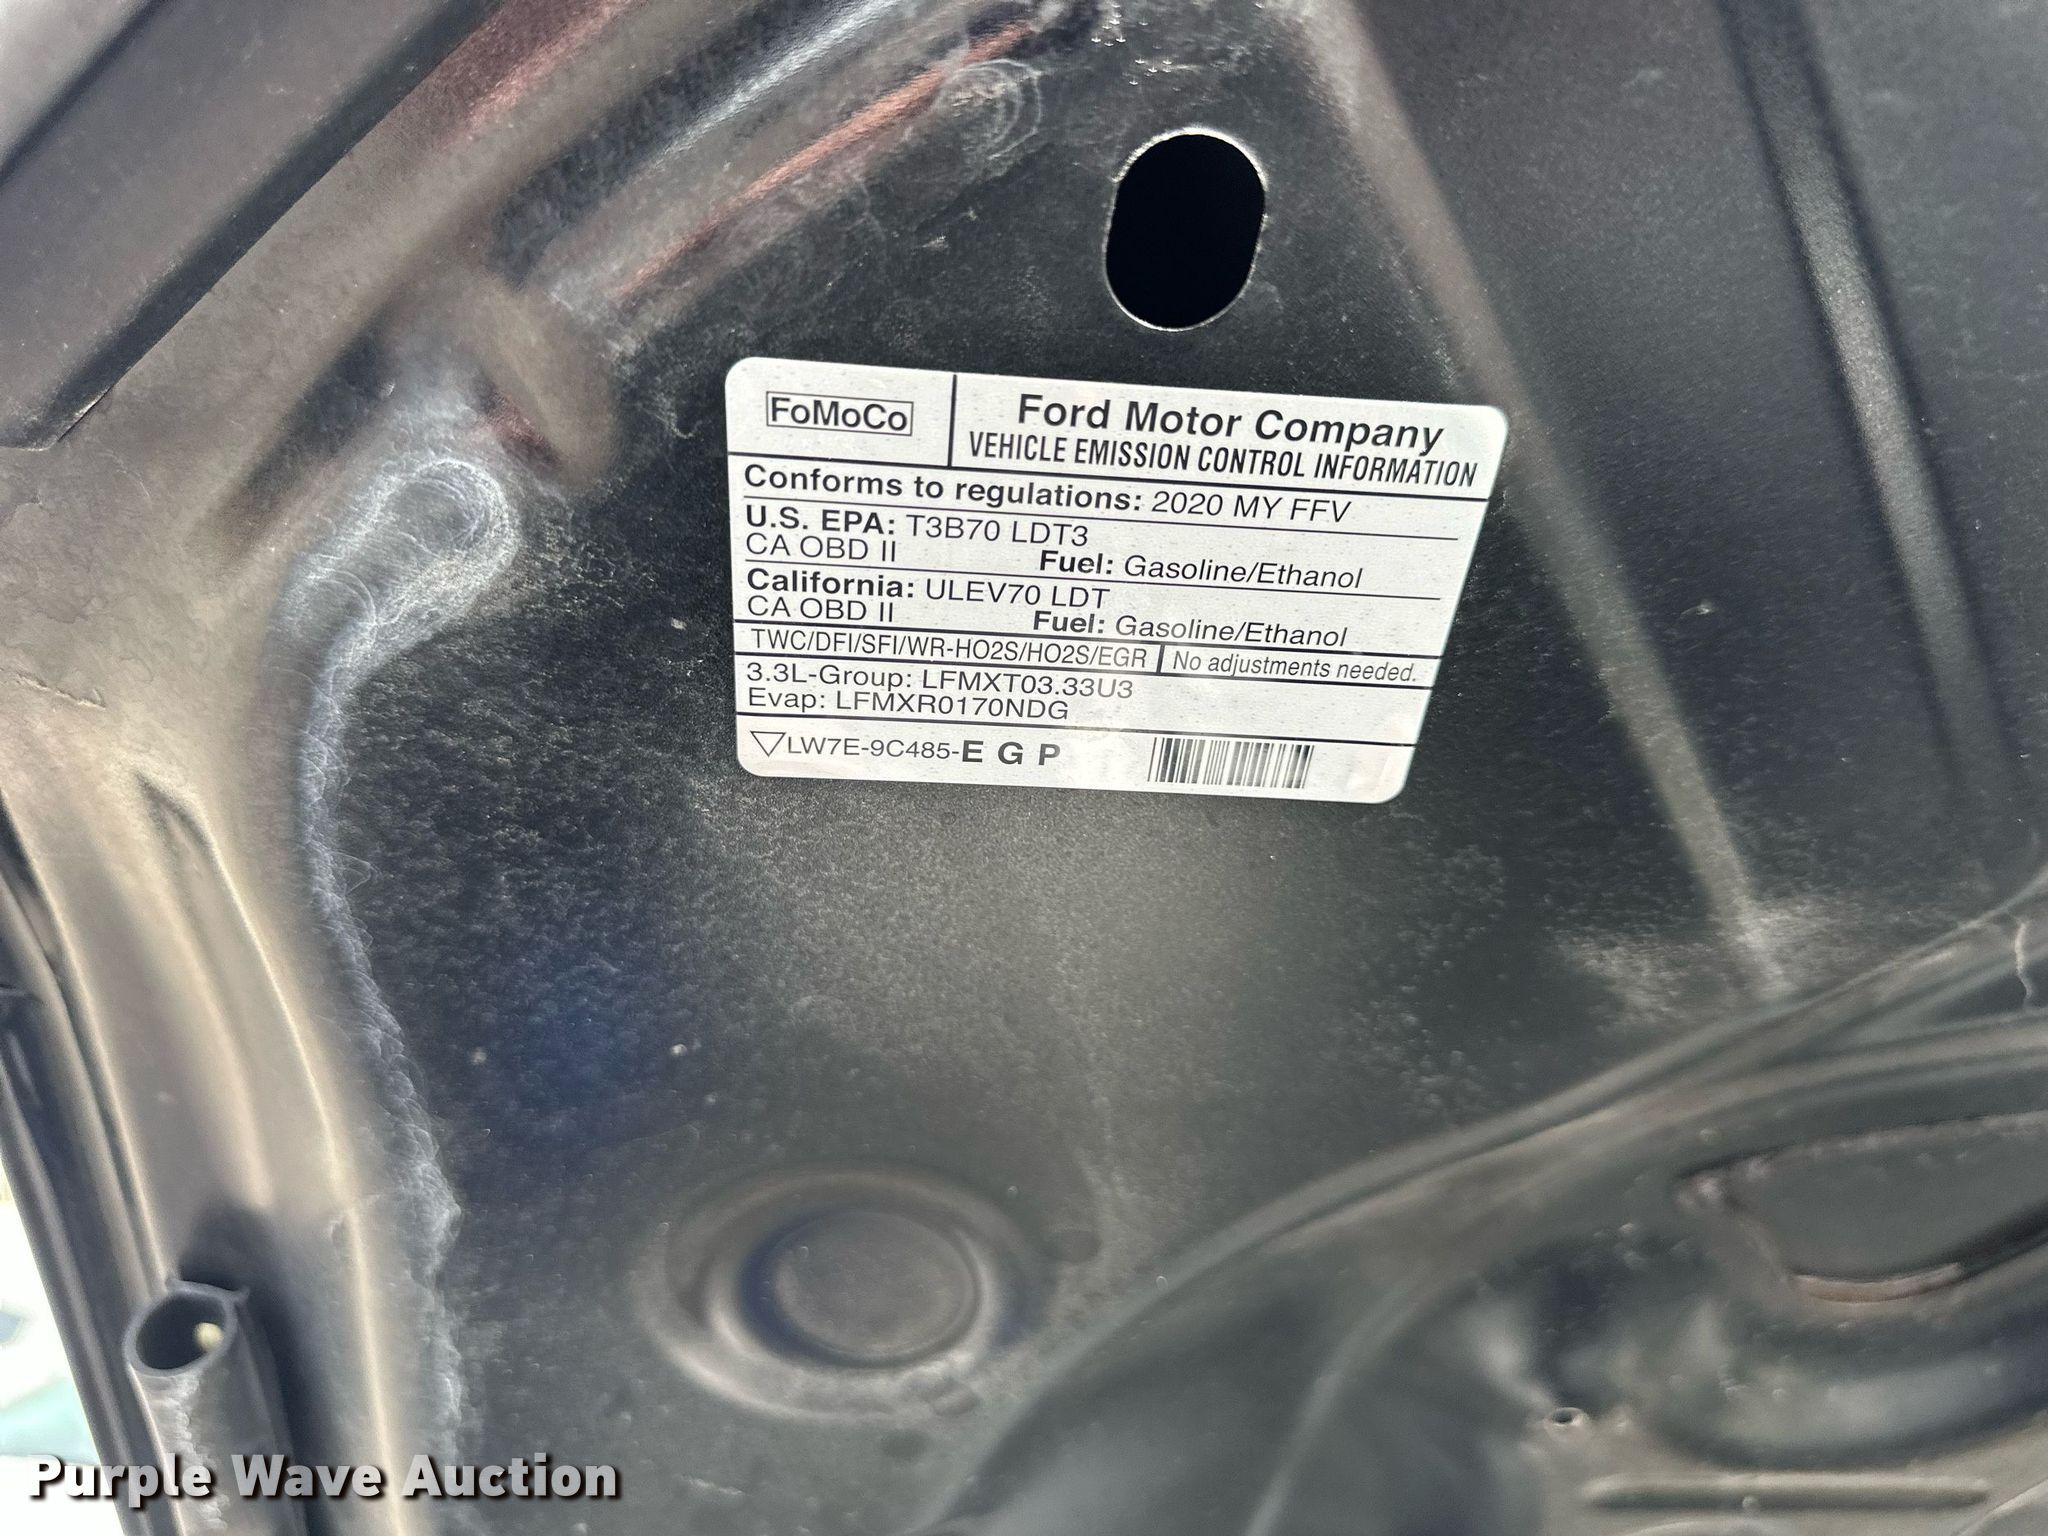 FoMoCo
Ford Motor Company
VEHICLE EMISSION CONTROL INFORMATION
Conforms to regulations: 2020 MY FFV
U.S. EPA: T3B70 LDT3
CA OBD II Fuel: Gasoline/Ethanol
California: ULEV70 LDT
CA OBD II Fuel: Gasoline/Ethanol
TWC/DFI/SFI/WR-HO2S/HO2S/EGR No adjustments needed.
3.3L-Group: LFMXT03.33U3
Evap: LFMXR0170NDG
LW7E-9C485-E G P
Purple Wave Auction